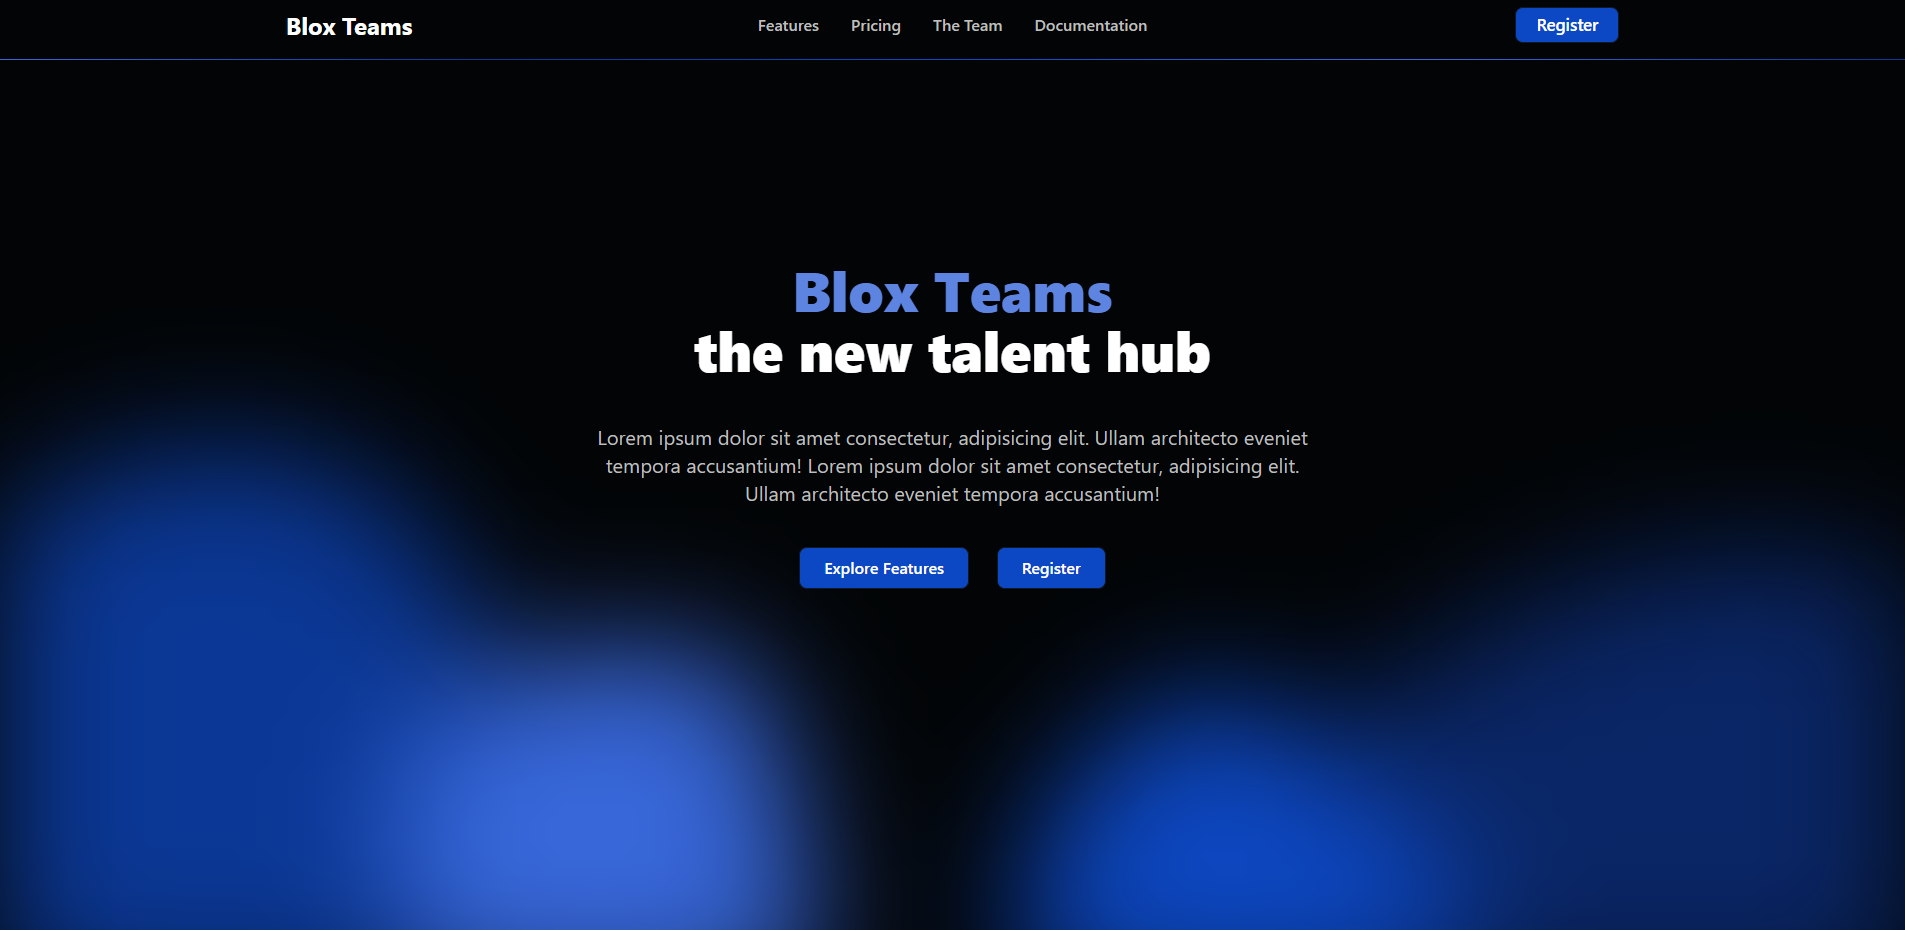 Blox Teams
Features
Pricing
The Team
Documentation
Register
Blox Teams
the new talent hub
Lorem ipsum dolor sit amet consectetur, adipisicing elit. Ullam architecto eveniet
tempora accusantium! Lorem ipsum dolor sit amet consectetur, adipisicing elit.
Ullam architecto eveniet tempora accusantium!
Explore Features
Register